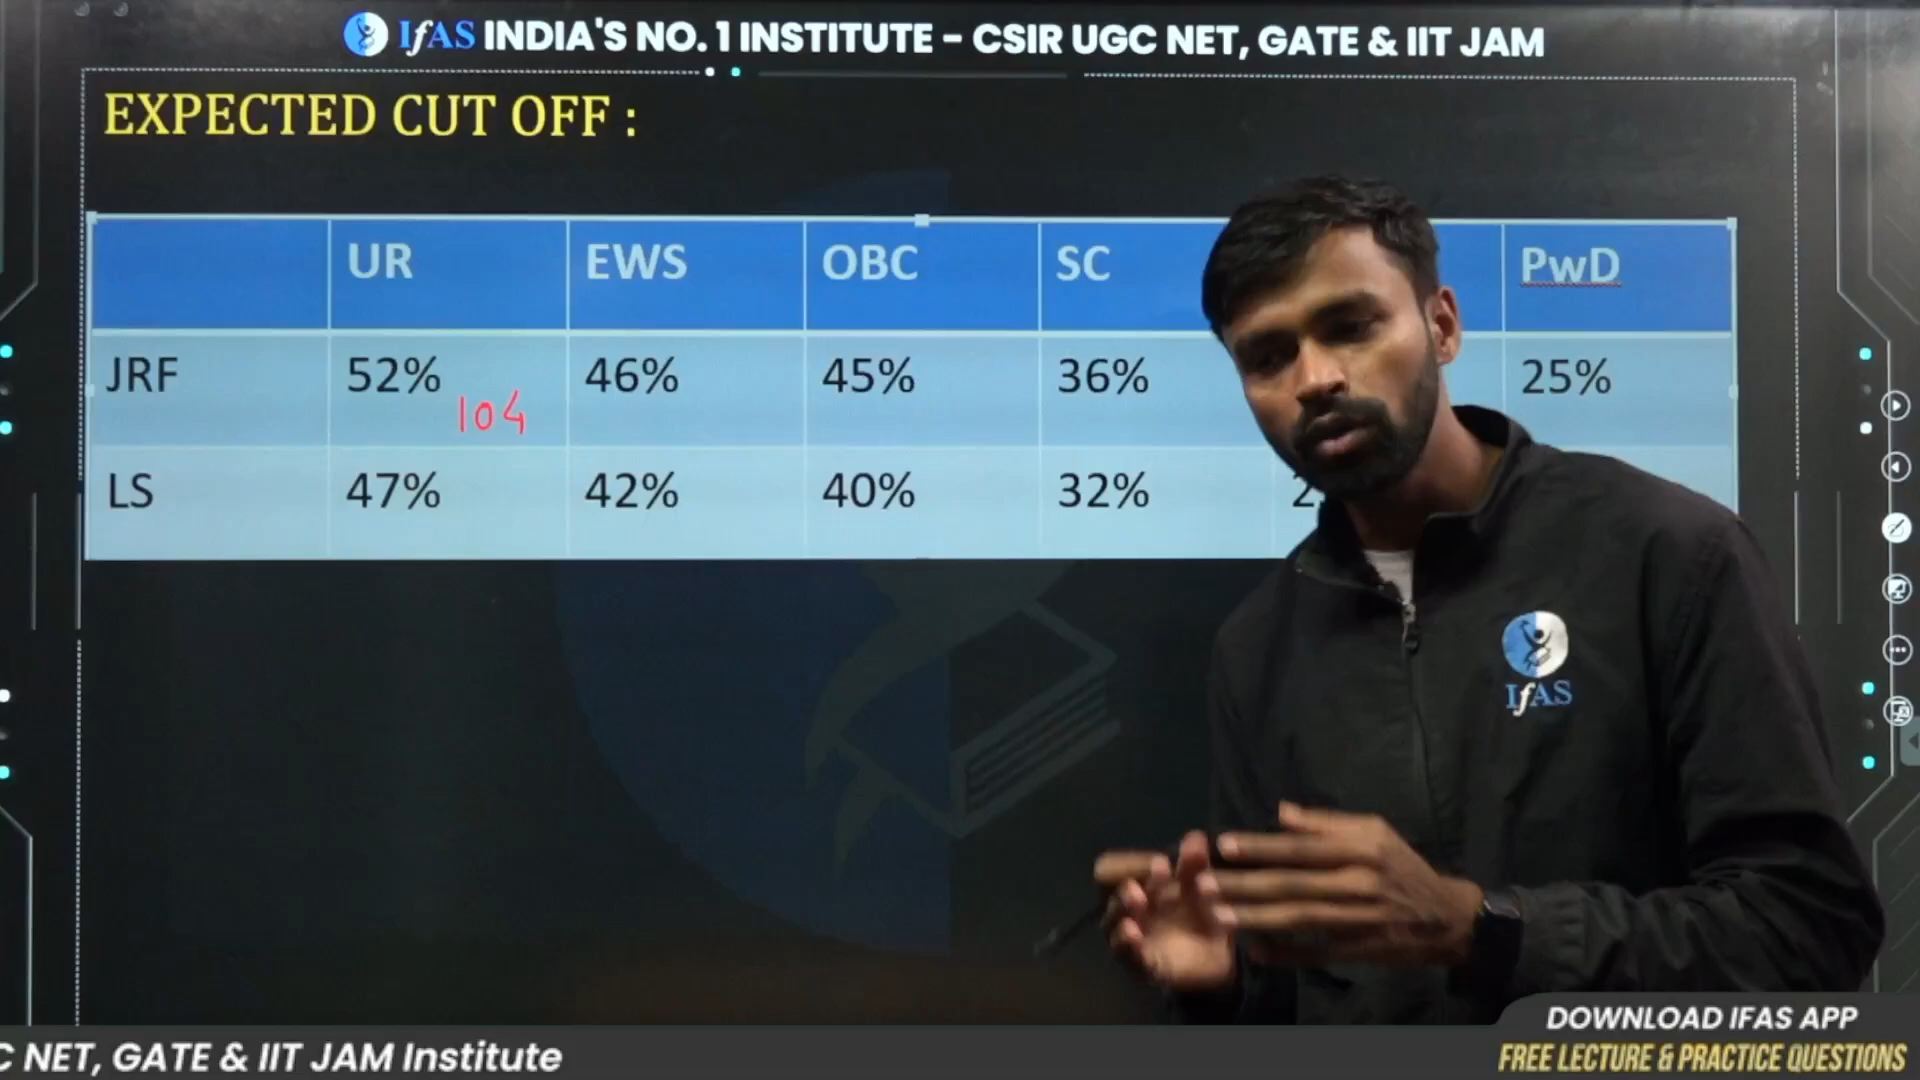 IfAS INDIA'S NO. 1 INSTITUTE - CSIR UGC NET, GATE & IIT JAM
EXPECTED CUT OFF :
UR EWS OBC SC PwD
JRF 52% 46% 45% 36% 25%
104
LS 47% 42% 40% 32% 2
IfAS
DOWNLOAD IFAS APP
C NET, GATE & IIT JAM Institute
FREE LECTURE & PRACTICE QUESTIONS